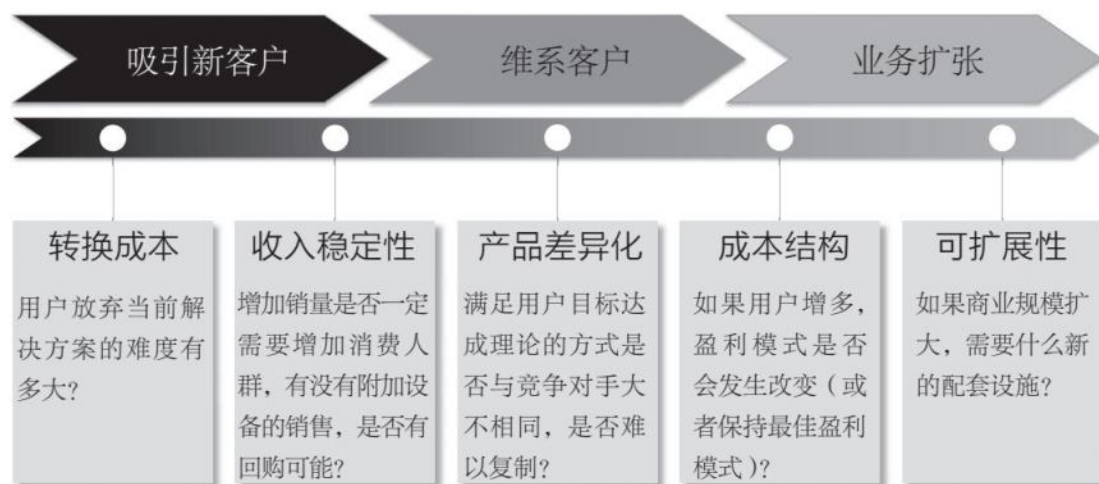 吸引新客户
维系客户
业务扩张
转换成本
用户放弃当前解
决方案的难度有
多大？
收入稳定性
增加销量是否一定
需要增加消费人
群，有没有附加设
备的销售，是否有
回购可能？
产品差异化
满足用户目标达
成理论的方式是
否与竞争对手大
不相同，是否难
以复制？
成本结构
如果用户增多，
盈利模式是否
会发生改变（或
者保持最佳盈利
模式）？
可扩展性
如果商业规模扩
大，需要什么新
的配套设施？